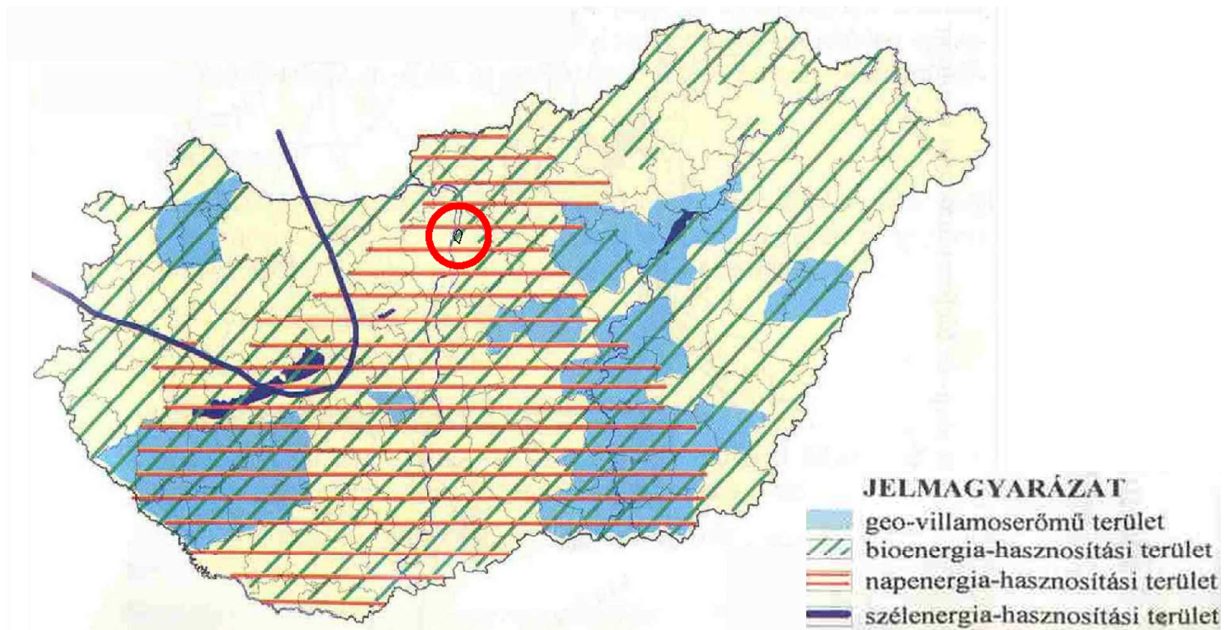 JELMAGYARÁZAT
geo-villamoserőmű terület
bioenergia-hasznosítási terület
napenergia-hasznosítási terület
szélenergia-hasznosítási terület